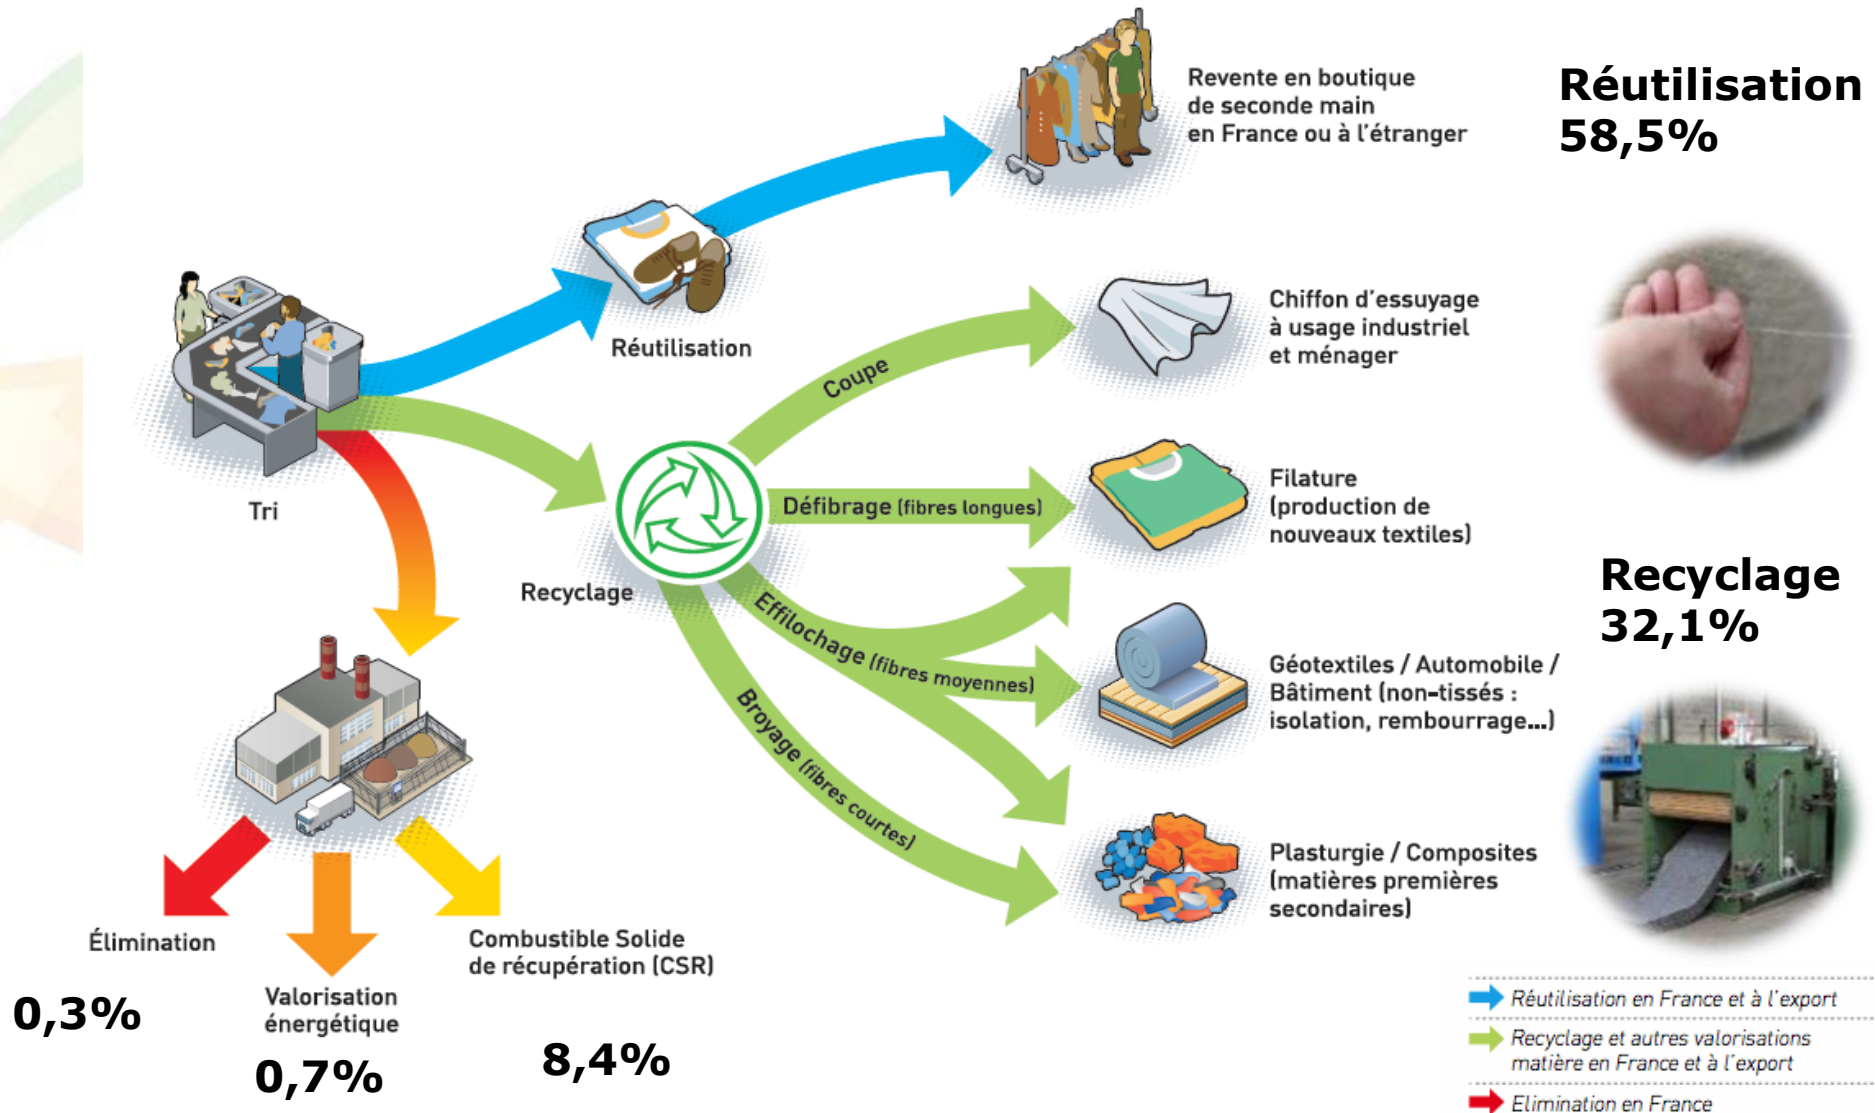 Revente en boutique
de seconde main
en France ou à l'étranger
Réutilisation
58,5%
Réutilisation
Chiffon d'essuyage
à usage industriel
et ménager
Coupe
Tri
Défibrage (fibres longues)
Filature
(production de
nouveaux textiles)
Recyclage
Effilochage (fibres moyennes)
Recyclage
32,1%
Géotextiles / Automobile /
Bâtiment (non-tissés :
isolation, rembourrage...)
Broyage (fibres courtes)
Plasturgie / Composites
(matières premières
secondaires)
Élimination
0,3%
Valorisation
énergétique
0,7%
Combustible Solide
de récupération (CSR)
8,4%
Réutilisation en France et à l'export
Recyclage et autres valorisations
matière en France et à l'export
Elimination en France